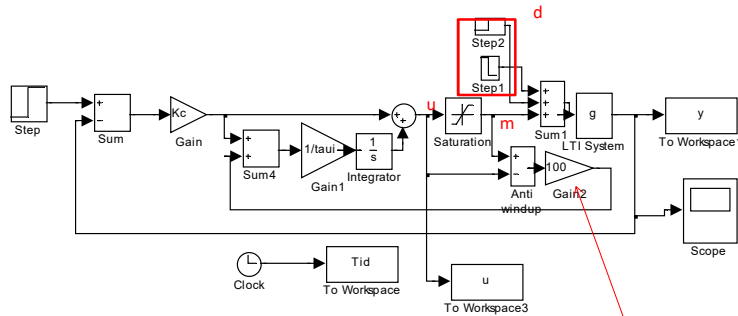 d
Step2
Step1
Step
+
−
Sum
Kc
Gain
+
+
Sum4
1/taui
Gain1
1
s
Integrator
+
+
u
Saturation
m
+
+
+
Sum1
g
LTI System
y
To Workspace1
+
−
Anti
windup
100
Gain2
Scope
Clock
Tid
To Workspace
u
To Workspace3